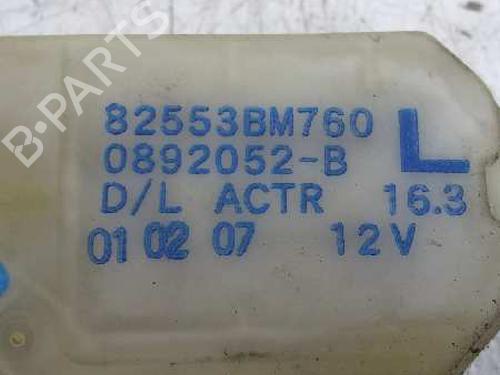 B-PARTS
82553BM760
0892052-B L
D/L ACTR 16.3
01 02 07 12V